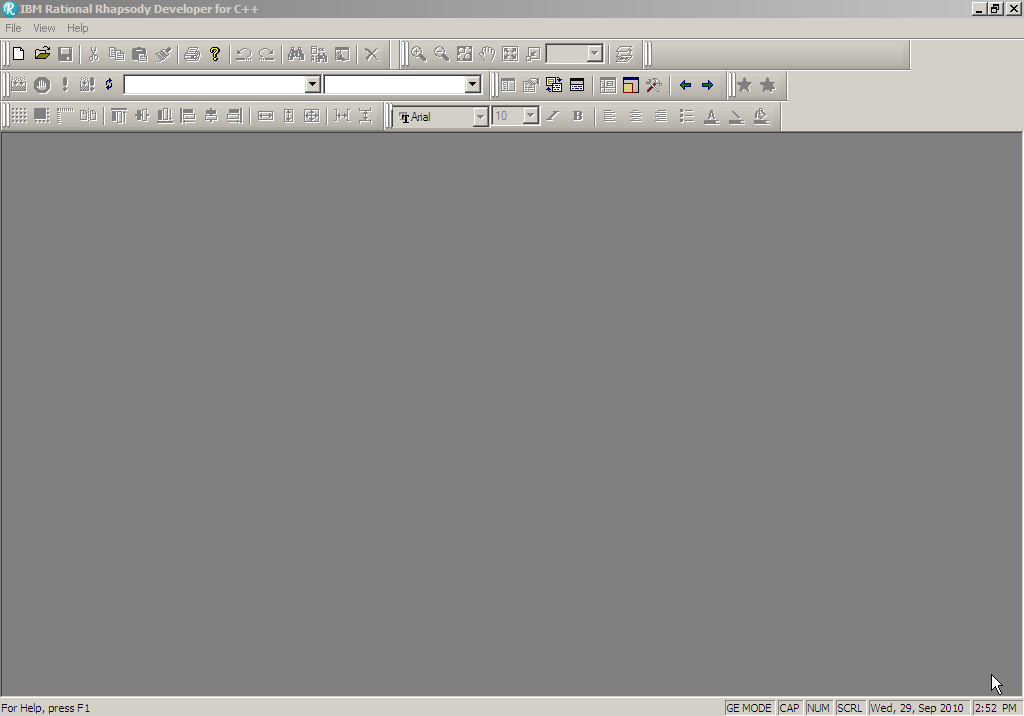 IBM Rational Rhapsody Developer for C++
File View Help
Arial 10
For Help, press F1 GE MODE CAP NUM SCRL Wed, 29, Sep 2010 2:52 PM